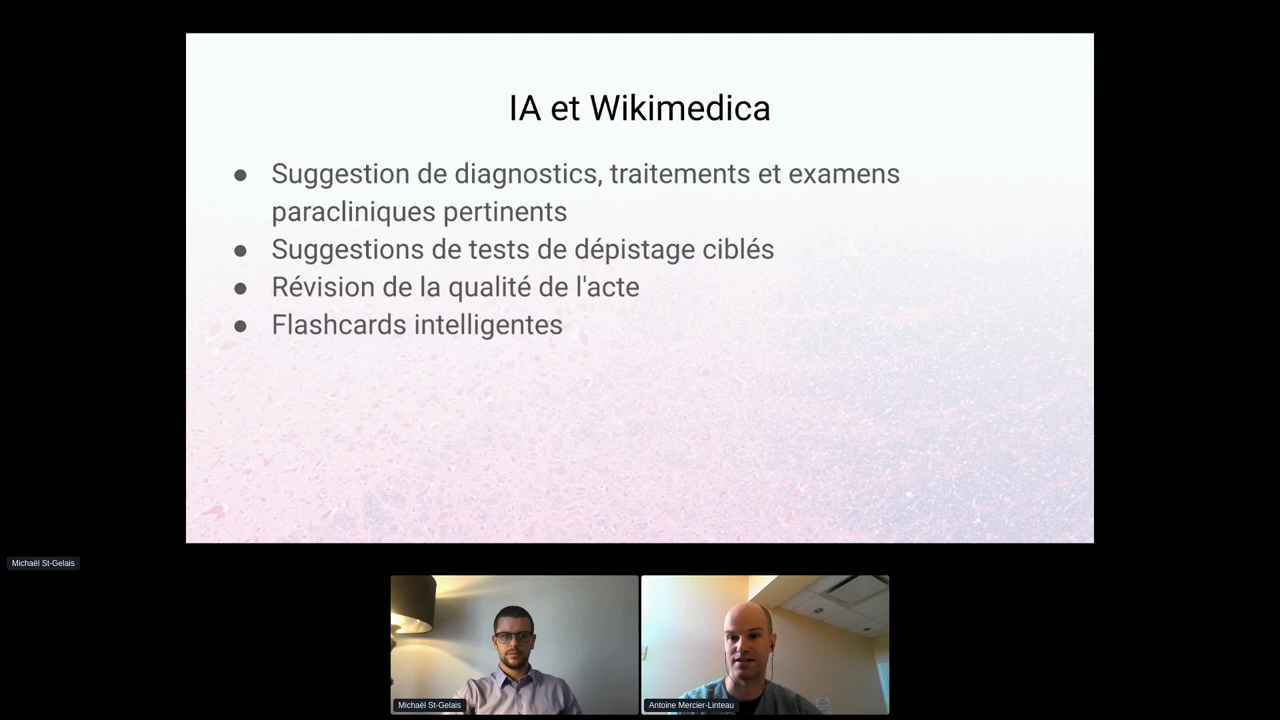 IA et Wikimedica
● Suggestion de diagnostics, traitements et examens
paracliniques pertinents
● Suggestions de tests de dépistage ciblés
● Révision de la qualité de l'acte
● Flashcards intelligentes
Michaël St-Gelais
Michaël St-Gelais
Antoine Mercier-Linteau